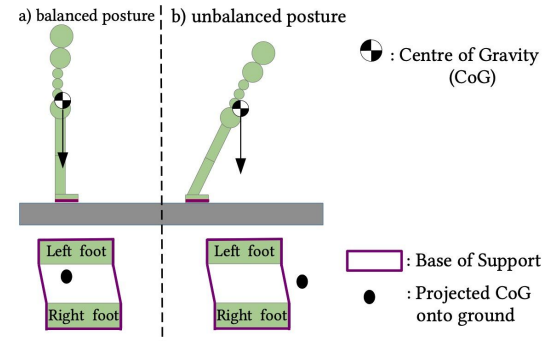 a) balanced posture
b) unbalanced posture
: Centre of Gravity
(CoG)
Left foot
Right foot
Left foot
Right foot
: Base of Support
: Projected CoG
onto ground